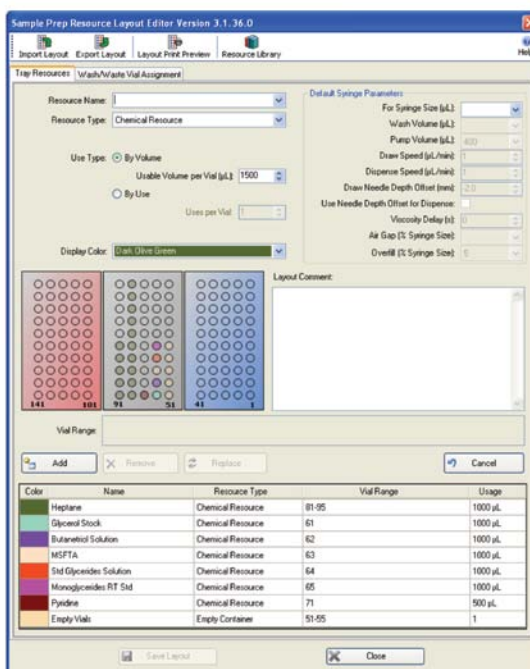 Sample Prep Resource Layout Editor Version 3.1.36.0
Import Layout Export Layout Layout Print Preview Resource Library Help
Tray Resources Wash/Waste Vial Assignment
Resource Name:
Resource Type: Chemical Resource
Use Type: By Volume
Usable Volume per Vial (µL): 1500
By Use
Uses per Vial: 1
Display Color: Dark Olive Green
Default Syringe Parameters
For Syringe Size (µL):
Wash Volume (µL):
Pump Volume (µL): 400
Draw Speed (µL/min): 1
Dispense Speed (µL/min): 1
Draw Needle Depth Offset (mm): -2.0
Use Needle Depth Offset for Dispense:
Viscosity Delay (s): 0
Air Gap (% Syringe Size):
Overfill (% Syringe Size): 5
141 101 91 51 41 1
Layout Comment:
Vial Range:
Add Remove Replace Cancel
Color Name Resource Type Vial Range Usage
Heptane Chemical Resource 81-95 1000 µL
Glycerol Stock Chemical Resource 61 1000 µL
Butanetriol Solution Chemical Resource 62 1000 µL
MSFTA Chemical Resource 63 1000 µL
Std Glycerides Solution Chemical Resource 64 1000 µL
Monoglycerides RT Std Chemical Resource 65 1000 µL
Pyridine Chemical Resource 71 500 µL
Empty Vials Empty Container 51-55 1
Save Layout Close